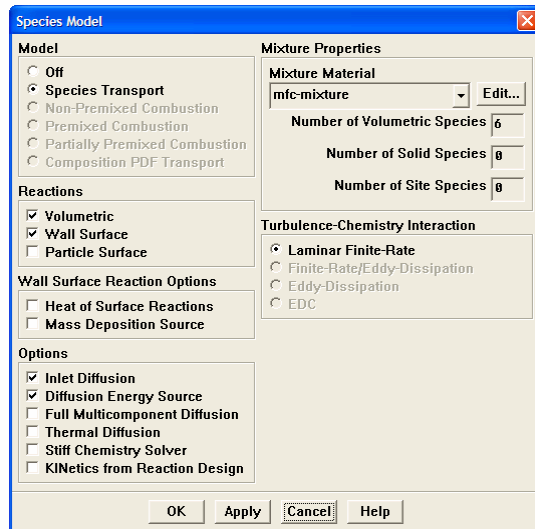 Species Model
Model
Off
Species Transport
Non-Premixed Combustion
Premixed Combustion
Partially Premixed Combustion
Composition PDF Transport
Reactions
Volumetric
Wall Surface
Particle Surface
Wall Surface Reaction Options
Heat of Surface Reactions
Mass Deposition Source
Options
Inlet Diffusion
Diffusion Energy Source
Full Multicomponent Diffusion
Thermal Diffusion
Stiff Chemistry Solver
KINetics from Reaction Design
Mixture Properties
Mixture Material
mfc-mixture Edit...
Number of Volumetric Species 6
Number of Solid Species 0
Number of Site Species 0
Turbulence-Chemistry Interaction
Laminar Finite-Rate
Finite-Rate/Eddy-Dissipation
Eddy-Dissipation
EDC
OK Apply Cancel Help